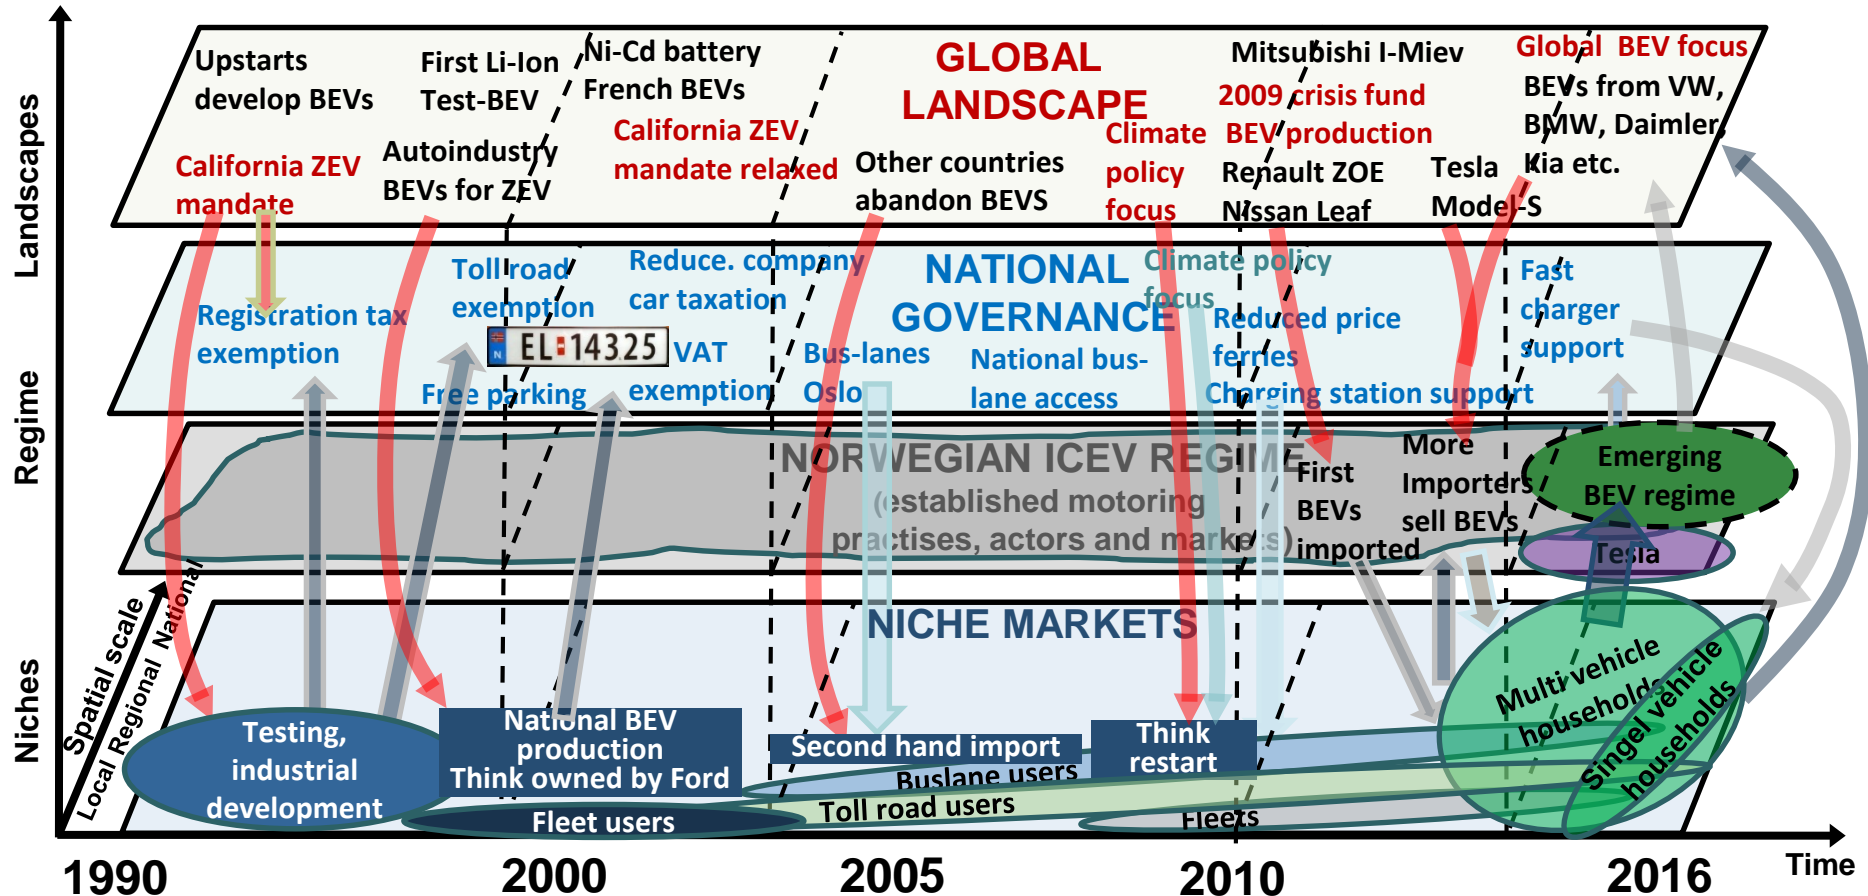 Landscapes
Regime
Niches
Upstarts
develop BEVs
First Li-Ion
Test-BEV
Ni-Cd battery
French BEVs
GLOBAL
LANDSCAPE
Mitsubishi I-Miev
Global BEV focus
California ZEV
mandate
Autoindustry
BEVs for ZEV
California ZEV
mandate relaxed
Other countries
abandon BEVS
Climate
policy
focus
2009 crisis fund
BEV production
Renault ZOE
Nissan Leaf
Tesla
Model-S
BEVs from VW,
BMW, Daimler,
Kia etc.
Registration tax
exemption
Toll road
exemption
Free parking
N
EL 14325
Reduce. company
car taxation
VAT
exemption
NATIONAL
GOVERNANCE
Bus-lanes
Oslo
National bus-
lane access
Climate policy
focus
Reduced price
ferries
Charging station support
Fast
charger
support
NORWEGIAN ICEV REGIME
(established motoring
practises, actors and markets)
First
BEVs
imported
More
Importers
sell BEVs
Emerging
BEV regime
Tesla
Spatial scale
Local Regional National
NICHE MARKETS
Testing,
industrial
development
National BEV
production
Think owned by Ford
Fleet users
Second hand import
Buslane users
Toll road users
Think
restart
Fleets
Multi vehicle
households
Singel vehicle
households
1990
2000
2005
2010
2016
Time